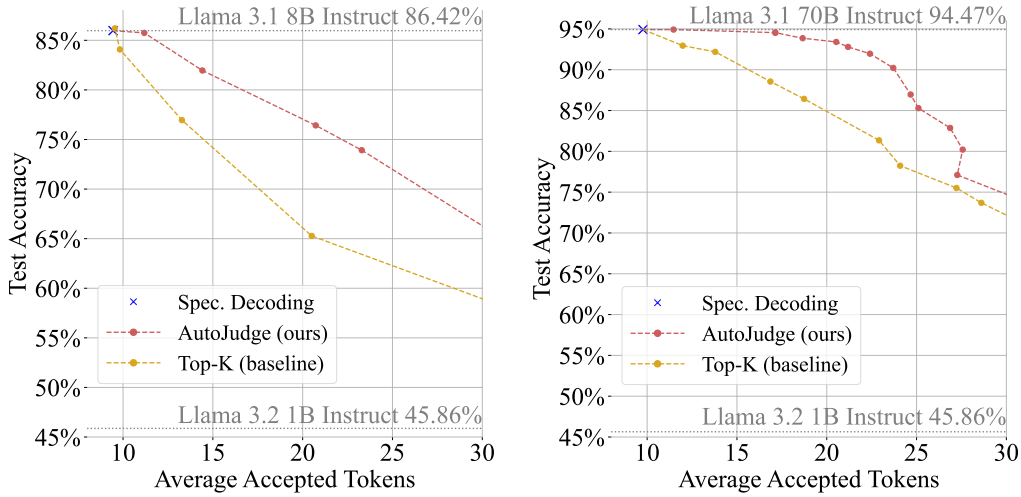 Llama 3.1 8B Instruct 86.42%
85%
80%
75%
70%
65%
60%
55%
50%
45%
Test Accuracy
Spec. Decoding
AutoJudge (ours)
Top-K (baseline)
Llama 3.2 1B Instruct 45.86%
10
15
20
25
30
Average Accepted Tokens
Llama 3.1 70B Instruct 94.47%
95%
90%
85%
80%
75%
70%
65%
60%
55%
50%
45%
Test Accuracy
Spec. Decoding
AutoJudge (ours)
Top-K (baseline)
Llama 3.2 1B Instruct 45.86%
10
15
20
25
30
Average Accepted Tokens